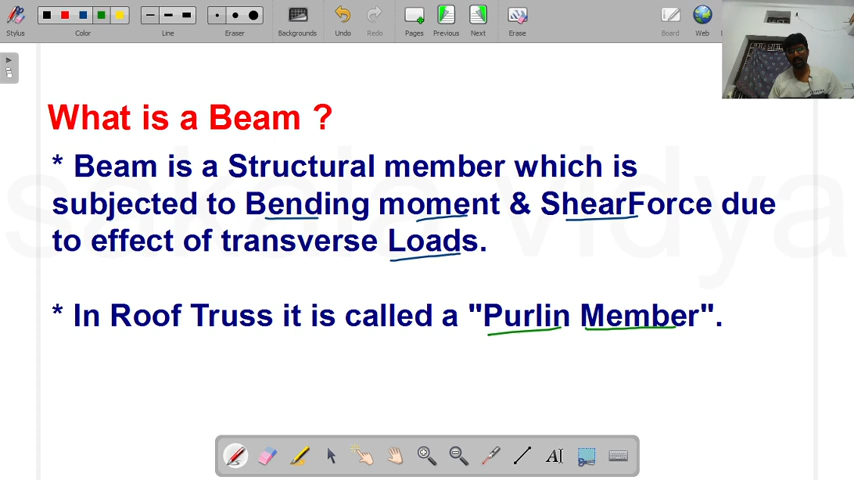 Stylus
Color
Line
Eraser
Backgrounds
Undo
Redo
Pages
Previous
Next
Erase
Board
Web
What is a Beam ?
* Beam is a Structural member which is
subjected to Bending moment & ShearForce due
to effect of transverse Loads.
* In Roof Truss it is called a "Purlin Member".